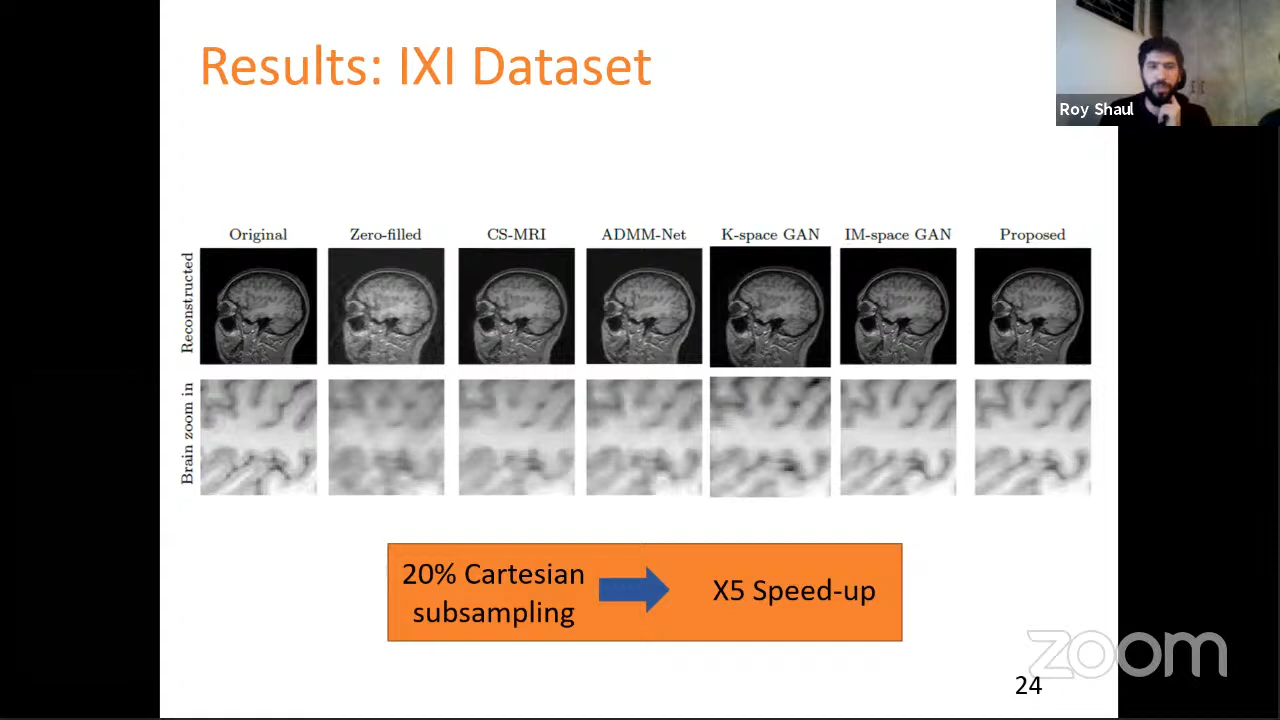 Results: IXI Dataset
Roy Shaul
Original Zero-filled CS-MRI ADMM-Net K-space GAN IM-space GAN Proposed
Reconstructed
Brain zoom in
20% Cartesian
subsampling
X5 Speed-up
zoom
24